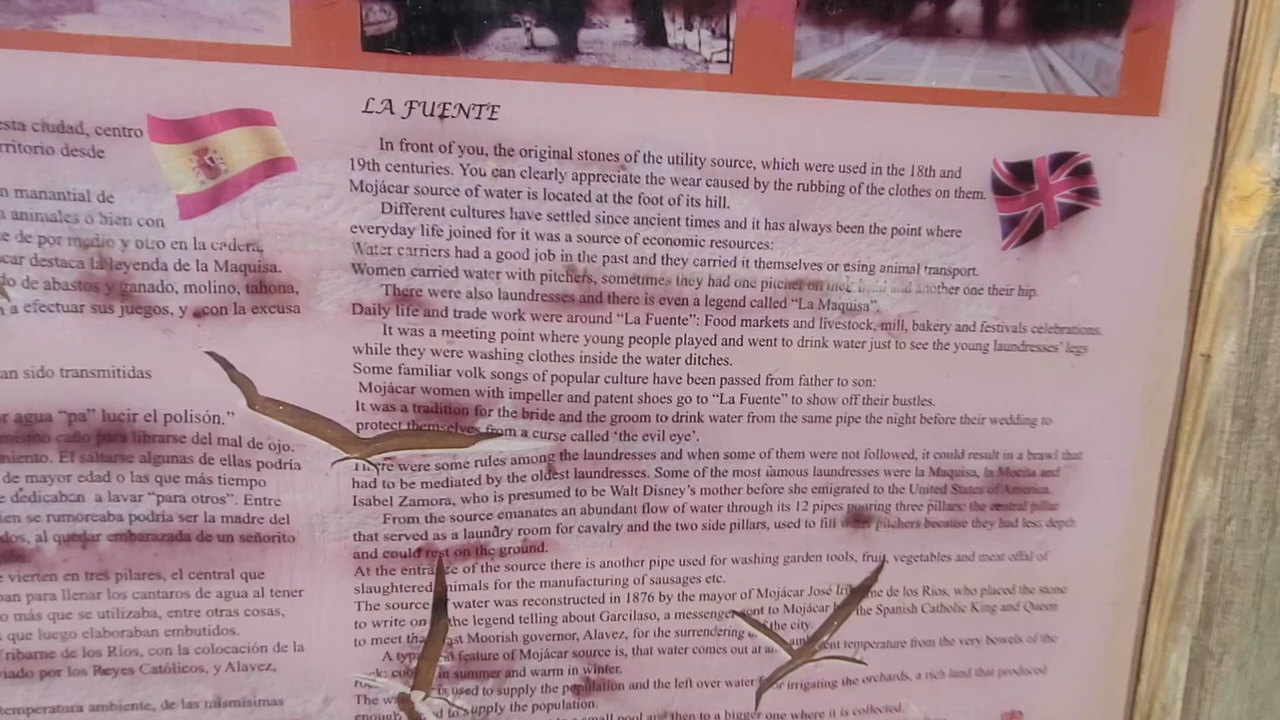 esta ciudad, centro
rritorio desde
n manantial de
animales o bien con
e de por medio y otro en la cadera,
car destaca la leyenda de la Maquisa.
do de abastos y ganado, molino, tahona,
a efectuar sus juegos, y con la excusa
an sido transmitidas
r agua “pa” lucir el polisón.”
mismo caño para librarse del mal de ojo.
miento. El saltarse algunas de ellas podría
de mayor edad o las que más tiempo
e dedicaban a lavar “para otros”. Entre
ien se rumoreaba podría ser la madre del
dos, al quedar embarazada de un señorito
e vierten en tres pilares, el central que
ban para llenar los cantaros de agua al tener
o más que se utilizaba, entre otras cosas,
que luego elaboraban embutidos.
ribarne de los Ríos, con la colocación de la
iado por los Reyes Católicos, y Alavez,
temperatura ambiente, de las mismísimas
LA FUENTE
In front of you, the original stones of the utility source, which were used in the 18th and
19th centuries. You can clearly appreciate the wear caused by the rubbing of the clothes on them.
Mojácar source of water is located at the foot of its hill.
Different cultures have settled since ancient times and it has always been the point where
everyday life joined for it was a source of economic resources:
Water carriers had a good job in the past and they carried it themselves or using animal transport.
Women carried water with pitchers, sometimes they had one pitcher on their head and another one their hip.
There were also laundresses and there is even a legend called “La Maquisa”.
Daily life and trade work were around “La Fuente”: Food markets and livestock, mill, bakery and festivals celebrations.
It was a meeting point where young people played and went to drink water just to see the young laundresses’ legs
while they were washing clothes inside the water ditches.
Some familiar volk songs of popular culture have been passed from father to son:
Mojácar women with impeller and patent shoes go to “La Fuente” to show off their bustles.
It was a tradition for the bride and the groom to drink water from the same pipe the night before their wedding to
protect themselves from a curse called ‘the evil eye’.
There were some rules among the laundresses and when some of them were not followed, it could result in a brawl that
had to be mediated by the oldest laundresses. Some of the most famous laundresses were la Maquisa, la Mocita and
Isabel Zamora, who is presumed to be Walt Disney’s mother before she emigrated to the United States of America.
From the source emanates an abundant flow of water through its 12 pipes pouring three pillars: the central pillar
that served as a laundry room for cavalry and the two side pillars, used to fill water pitchers because they had less depth
and could rest on the ground.
At the entrance of the source there is another pipe used for washing garden tools, fruit, vegetables and meat offal of
slaughtered animals for the manufacturing of sausages etc.
The source of water was reconstructed in 1876 by the mayor of Mojácar José de los Rios, who placed the stone
to write on the legend telling about Garcilaso, a messenger sent to Mojácar the Spanish Catholic King and Queen
to meet the last Moorish governor, Alavez, for the surrendering of the city.
A typical feature of Mojácar source is, that water comes out at ambient temperature from the very bowels of the
in summer and warm in winter.
The is used to supply the population and the left over water for irrigating the orchards, a rich land that produced
enough to supply the population.
small pool and then to a bigger one where it is collected